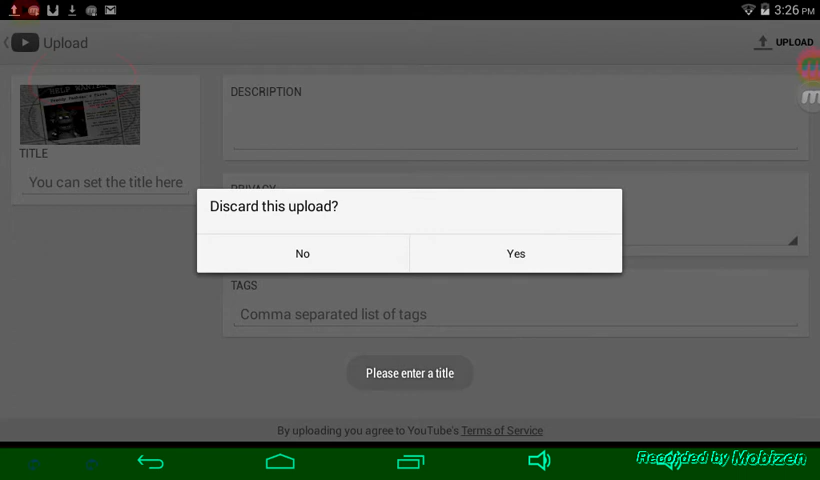 3:26 PM
Upload
UPLOAD
HELP WANTED
TITLE
You can set the title here
DESCRIPTION
PRIVACY
Discard this upload?
No
Yes
TAGS
Comma separated list of tags
Please enter a title
By uploading you agree to YouTube's Terms of Service
Recorded by Mobizen